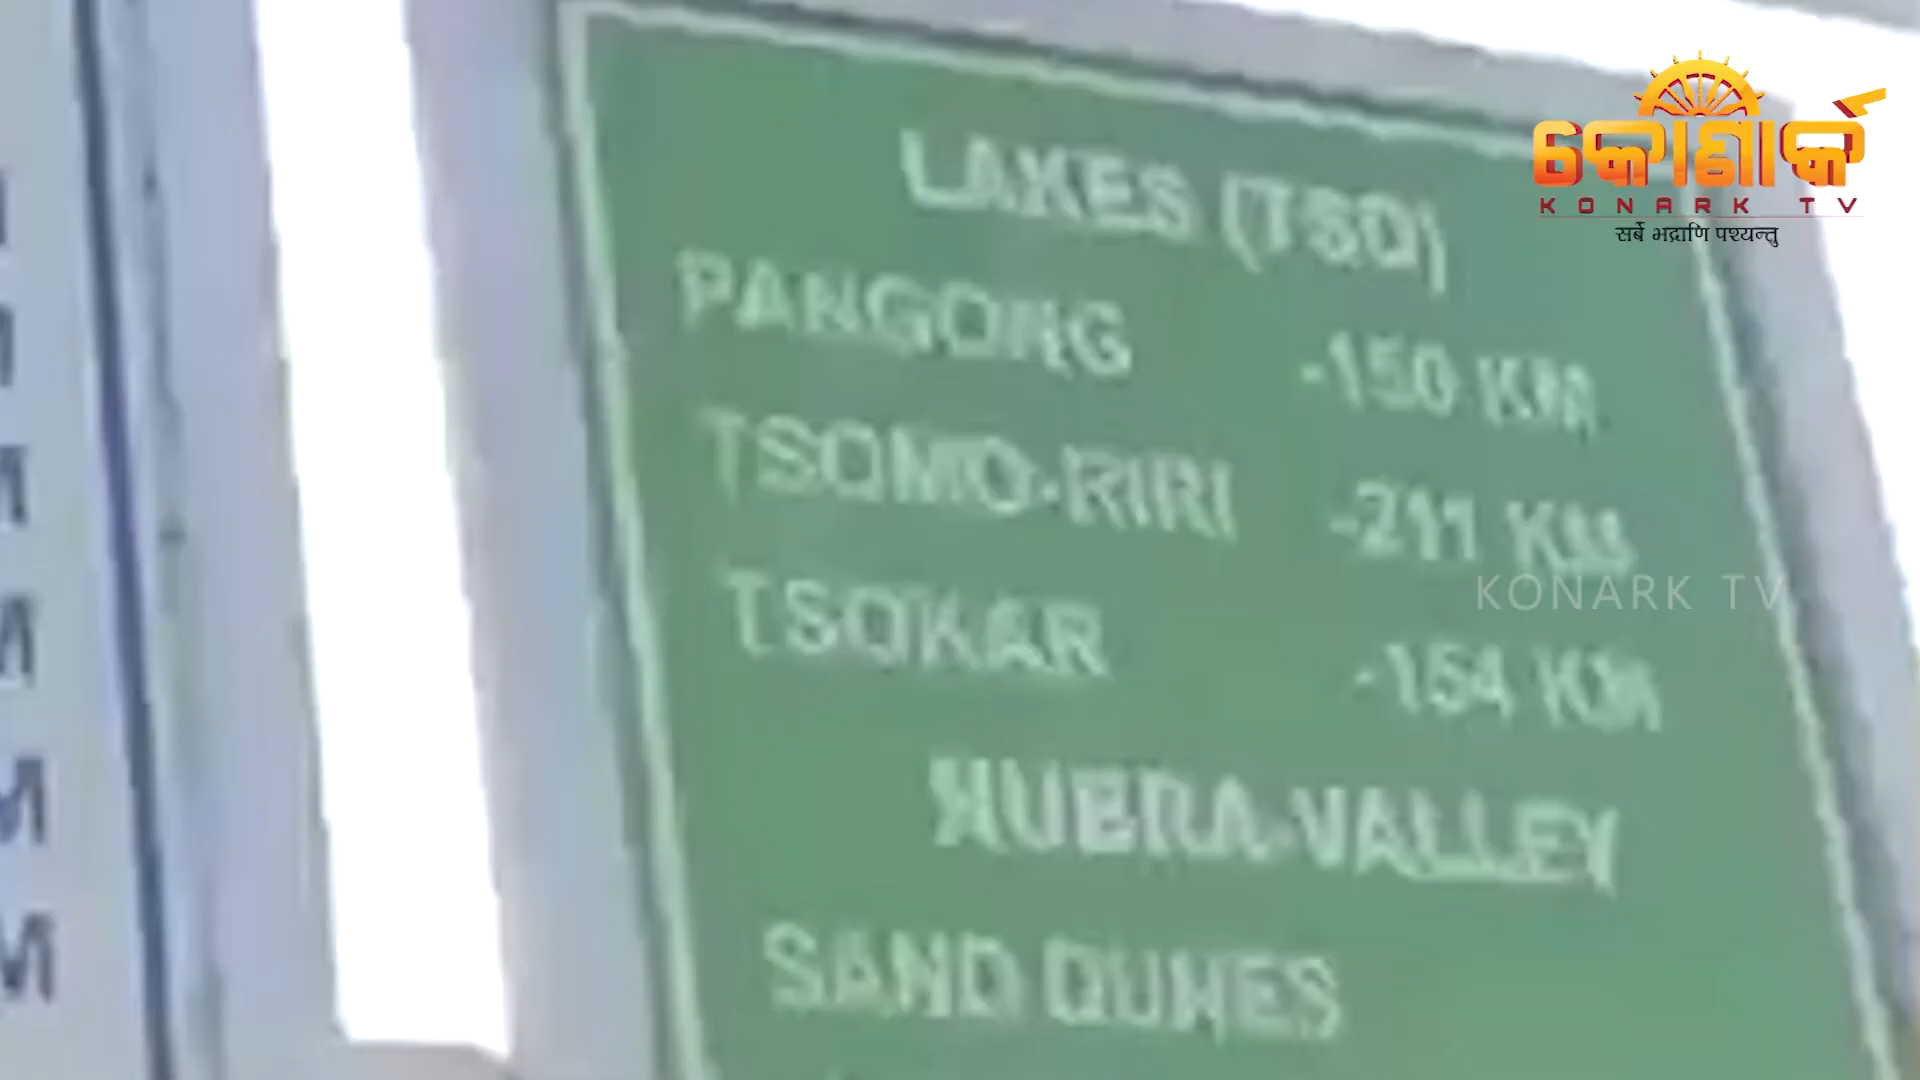 LAKES (TSO)
PANGONG -150 KM
TSOMO-RIRI -211 KM
TSOKAR -154 KM
NUBRA-VALLEY
SAND DUNES
କୋଣାର୍କ
KONARK TV
सर्बे भद्राणि पश्यन्तु
KONARK TV